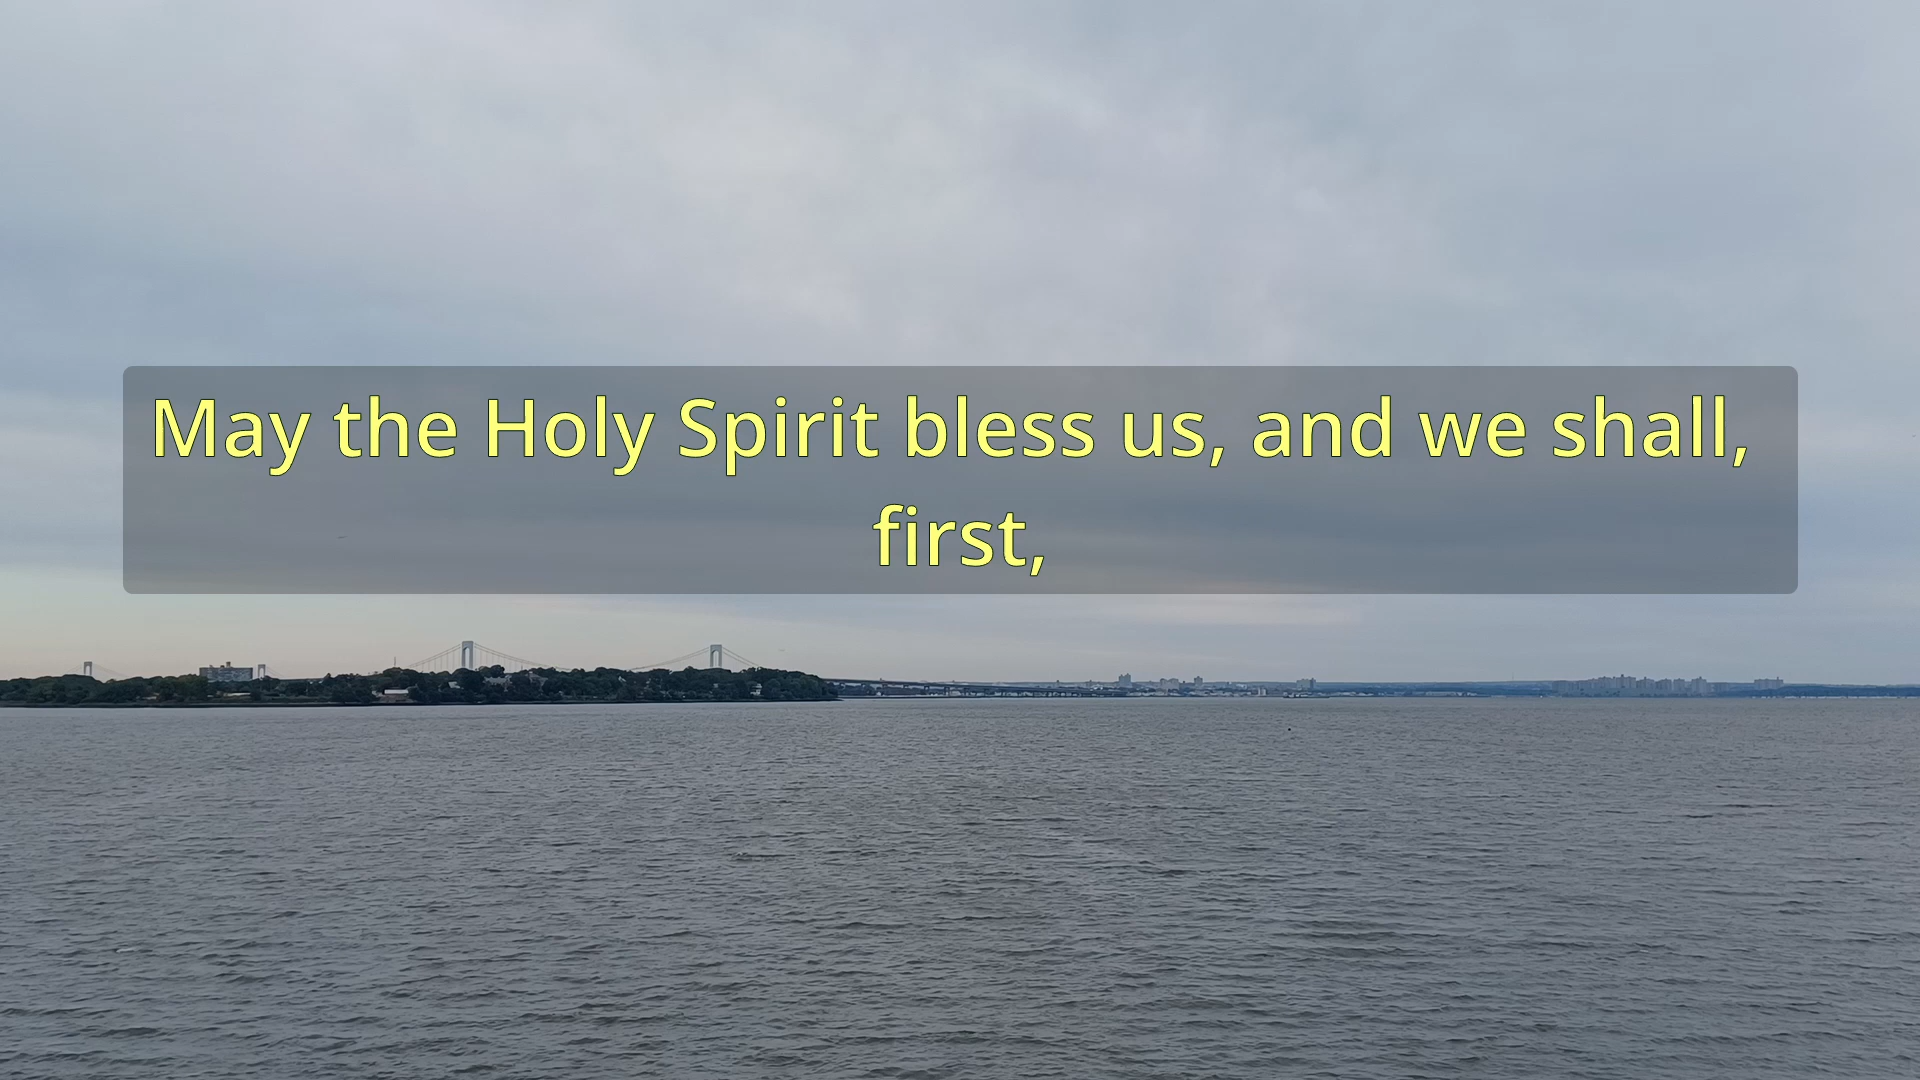 May the Holy Spirit bless us, and we shall,
first,